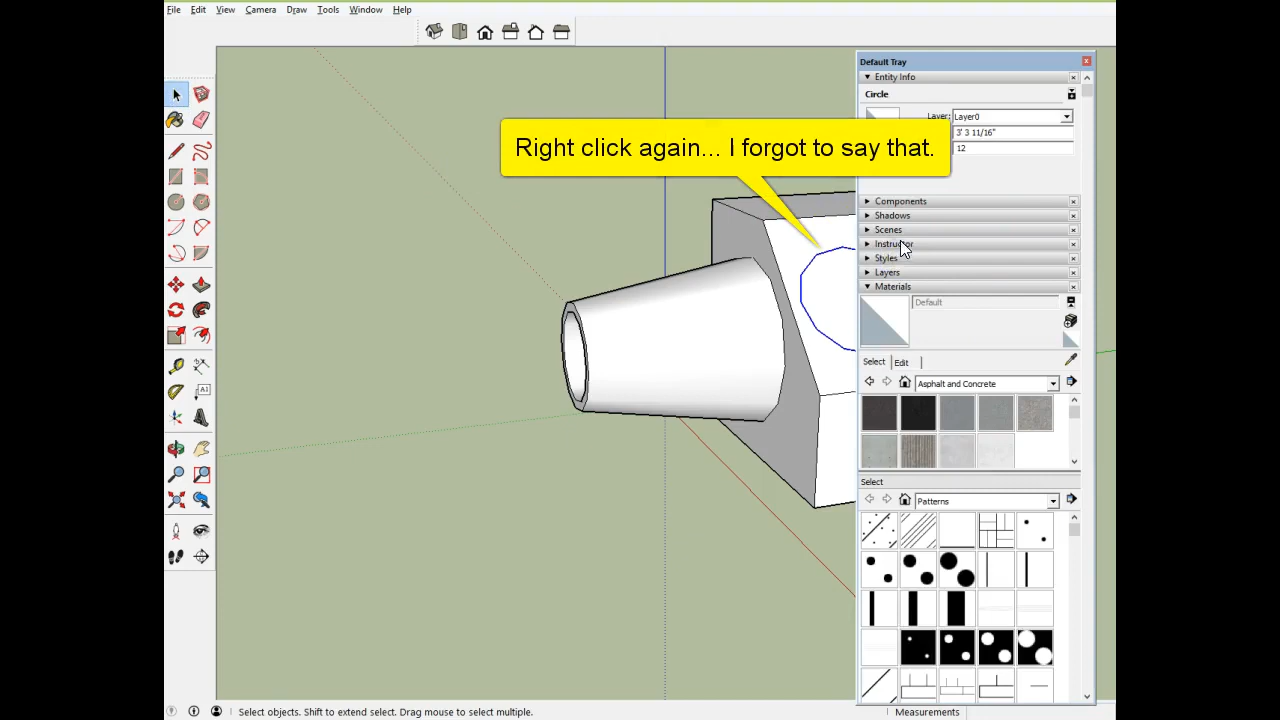 File Edit View Camera Draw Tools Window Help
Default Tray
Entity Info
Circle
Layer: Layer0
3' 3 11/16"
12
Right click again... I forgot to say that.
Components
Shadows
Scenes
Instructor
Styles
Layers
Materials
Default
Select Edit
Asphalt and Concrete
Select
Patterns
Select objects. Shift to extend select. Drag mouse to select multiple.
Measurements